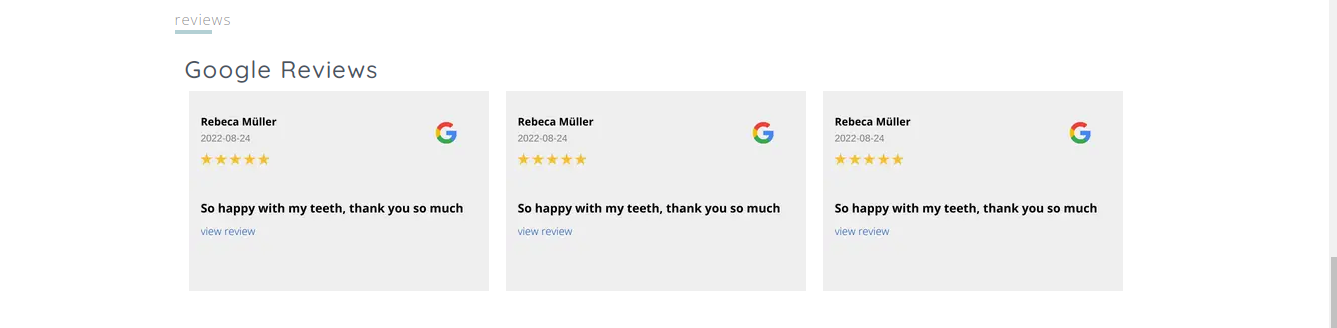 reviews
Google Reviews
Rebeca Müller
2022-08-24
So happy with my teeth, thank you so much
view review
Rebeca Müller
2022-08-24
So happy with my teeth, thank you so much
view review
Rebeca Müller
2022-08-24
So happy with my teeth, thank you so much
view review